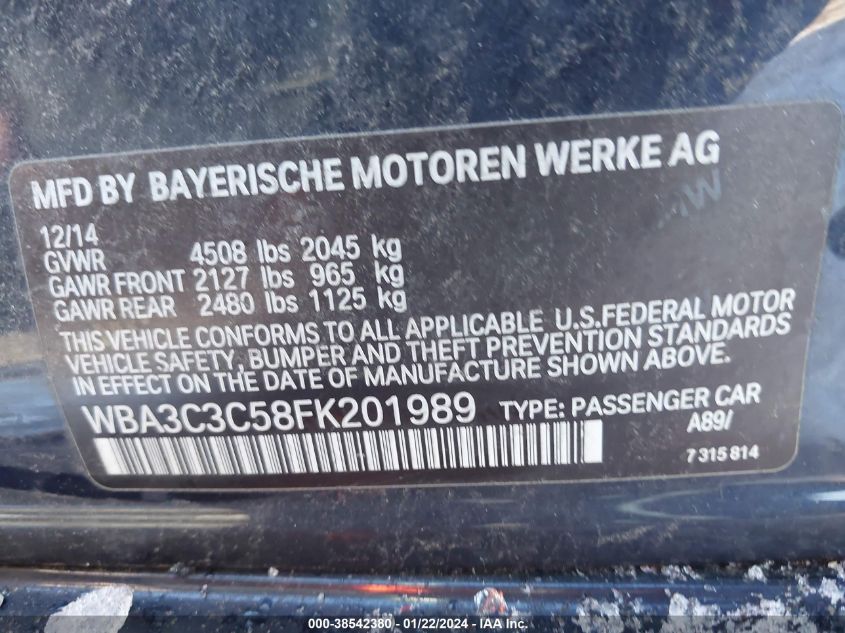 MFD BY BAYERISCHE MOTOREN WERKE AG
12/14
GVWR 4508 lbs 2045 kg
GAWR FRONT 2127 lbs 965 kg
GAWR REAR 2480 lbs 1125 kg
THIS VEHICLE CONFORMS TO ALL APPLICABLE U.S.FEDERAL MOTOR
VEHICLE SAFETY, BUMPER AND THEFT PREVENTION STANDARDS
IN EFFECT ON THE DATE OF MANUFACTURE SHOWN ABOVE.
WBA3C3C58FK201989 TYPE: PASSENGER CAR
A89/
7 315 814
000-38542380 - 01/22/2024 - IAA Inc.